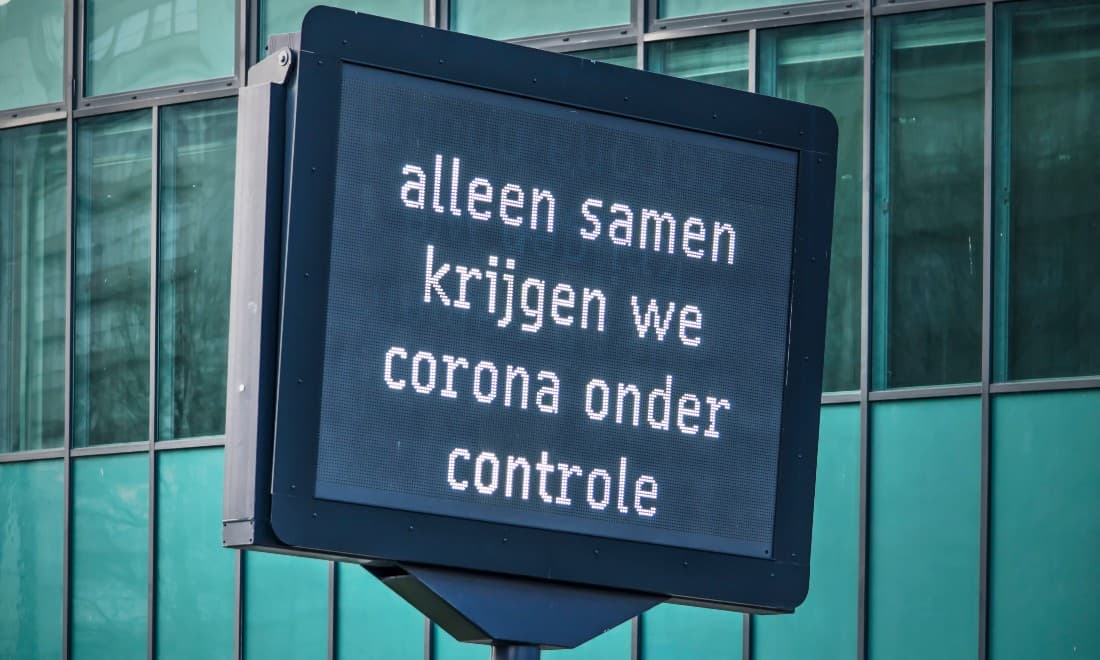 alleen samen
krijgen we
corona onder
controle